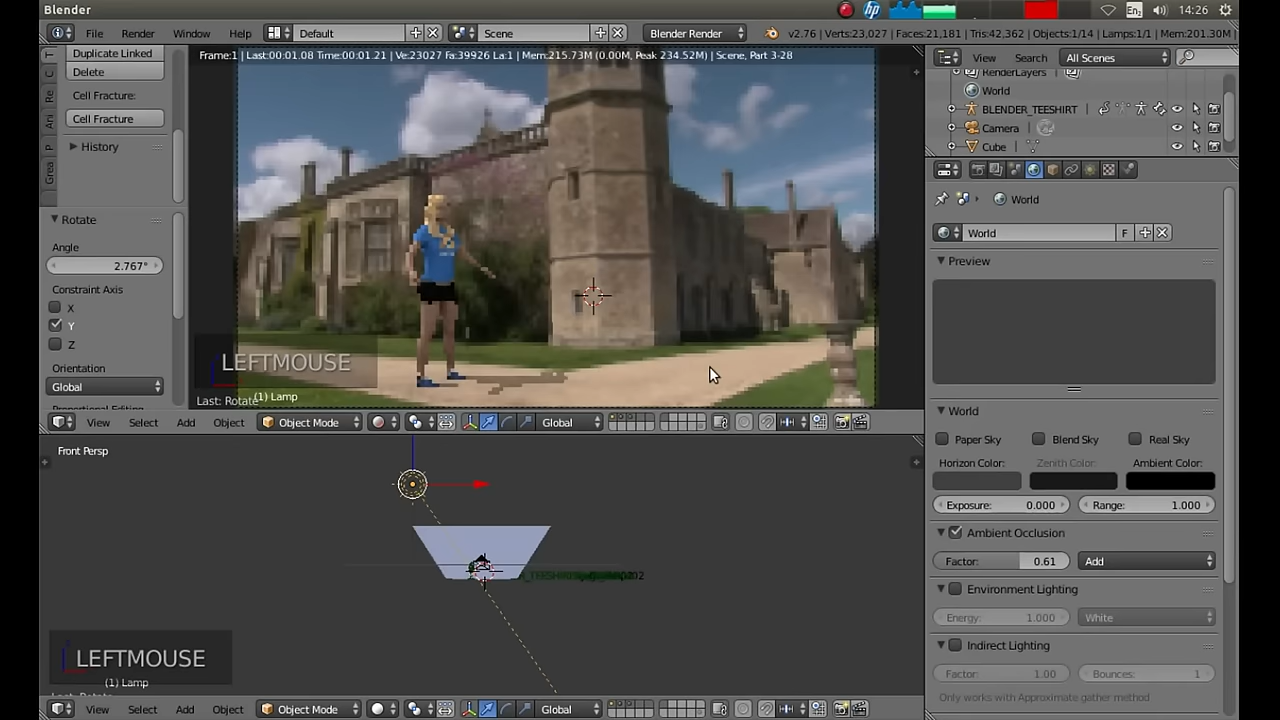 Blender
En2
14:26
File Render Window Help
Default
Scene
Blender Render
v2.76 | Verts:23,027 | Faces:21,181 | Tris:42,362 | Objects:1/14 | Lamps:1/1 | Mem:201.30M
Duplicate Linked
Delete
Cell Fracture:
Cell Fracture
History
Rotate
Angle
2.767°
Constraint Axis
X
Y
Z
Orientation
Global
T
C
Re
Ani
P
Grea
Frame:1 | Last:00:01.08 Time:00:01.21 | Ve:23027 Fa:39926 La:1 | Mem:215.73M (0.00M, Peak 234.52M) | Scene, Part 3-28
LEFTMOUSE
Last: Rotate
(1) Lamp
View Select Add Object
Object Mode
Global
Front Persp
LEFTMOUSE
(1) Lamp
View Select Add Object
Object Mode
Global
View Search
All Scenes
RenderLayers
World
BLENDER_TEESHIRT
Camera
Cube
World
World
F
Preview
World
Paper Sky
Blend Sky
Real Sky
Horizon Color:
Zenith Color:
Ambient Color:
Exposure: 0.000
Range: 1.000
Ambient Occlusion
Factor: 0.61
Add
Environment Lighting
Energy: 1.000
White
Indirect Lighting
Factor: 1.00
Bounces: 1
Only works with Approximate gather method